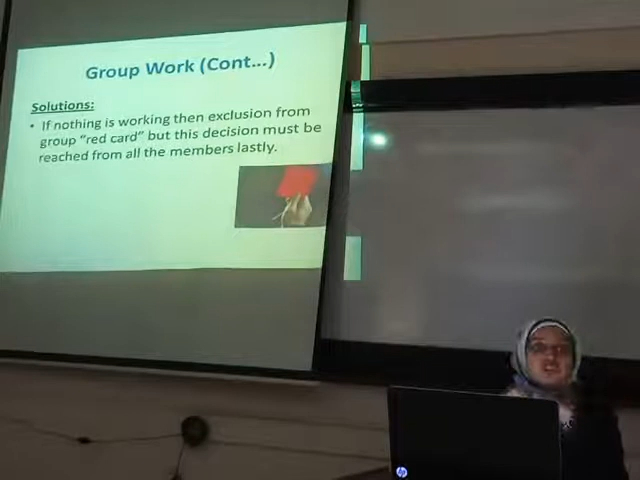 Group Work (Cont...)
Solutions:
• If nothing is working then exclusion from
group "red card" but this decision must be
reached from all the members lastly.
hp